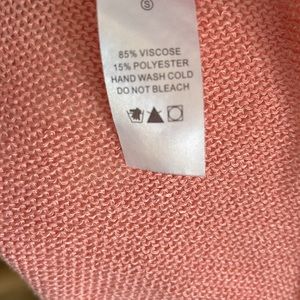 S
85% VISCOSE
15% POLYESTER
HAND WASH COLD
DO NOT BLEACH